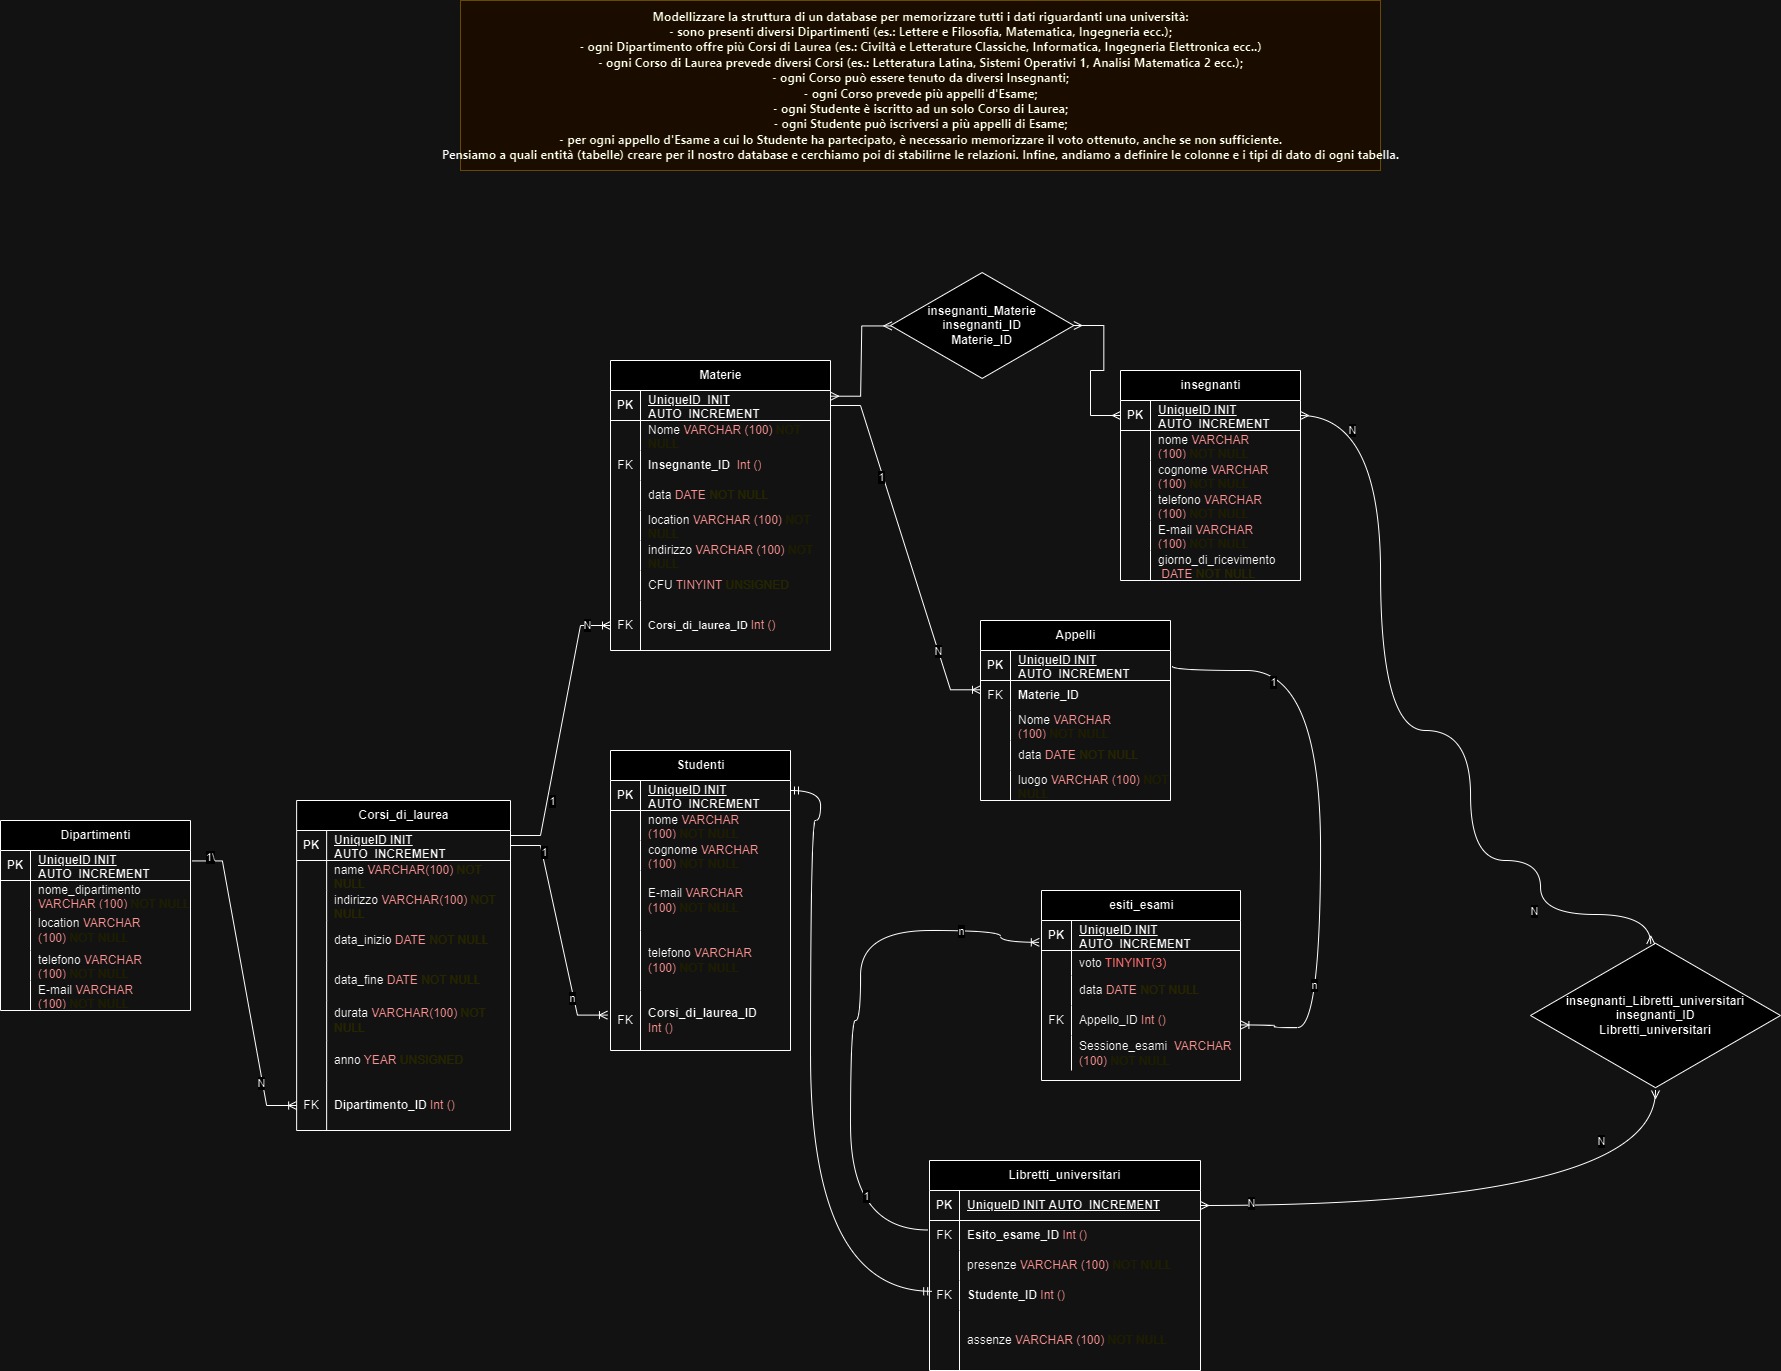 Modellizzare la struttura di un database per memorizzare tutti i dati riguardanti una università:
- sono presenti diversi Dipartimenti (es.: Lettere e Filosofia, Matematica, Ingegneria ecc.);
- ogni Dipartimento offre più Corsi di Laurea (es.: Civiltà e Letterature Classiche, Informatica, Ingegneria Elettronica ecc..)
- ogni Corso di Laurea prevede diversi Corsi (es.: Letteratura Latina, Sistemi Operativi 1, Analisi Matematica 2 ecc.);
- ogni Corso può essere tenuto da diversi Insegnanti;
- ogni Corso prevede più appelli d'Esame;
- ogni Studente è iscritto ad un solo Corso di Laurea;
- ogni Studente può iscriversi a più appelli di Esame;
- per ogni appello d'Esame a cui lo Studente ha partecipato, è necessario memorizzare il voto ottenuto, anche se non sufficiente.
Pensiamo a quali entità (tabelle) creare per il nostro database e cerchiamo poi di stabilirne le relazioni. Infine, andiamo a definire le colonne e i tipi di dato di ogni tabella.
insegnanti_Materie
insegnanti_ID
Materie_ID
Materie
PK
UniqueID INIT
AUTO_INCREMENT
Nome VARCHAR (100) NOT
NULL
FK
Insegnante_ID Int ()
data DATE NOT NULL
location VARCHAR (100) NOT
NULL
indirizzo VARCHAR (100) NOT
NULL
CFU TINYINT UNSIGNED
FK
Corsi_di_laurea_ID Int ()
insegnanti
PK
UniqueID INIT
AUTO_INCREMENT
nome VARCHAR
(100) NOT NULL
cognome VARCHAR
(100) NOT NULL
telefono VARCHAR
(100) NOT NULL
E-mail VARCHAR
(100) NOT NULL
giorno_di_ricevimento
DATE NOT NULL
N
1
N
N
1
Appelli
PK
UniqueID INIT
AUTO_INCREMENT
FK
Materie_ID
Nome VARCHAR
(100) NOT NULL
data DATE NOT NULL
luogo VARCHAR (100) NOT
NULL
1
Studenti
PK
UniqueID INIT
AUTO_INCREMENT
nome VARCHAR
(100) NOT NULL
cognome VARCHAR
(100) NOT NULL
E-mail VARCHAR
(100) NOT NULL
telefono VARCHAR
(100) NOT NULL
FK
Corsi_di_laurea_ID
Int ()
Corsi_di_laurea
PK
UniqueID INIT
AUTO_INCREMENT
name VARCHAR(100) NOT
NULL
indirizzo VARCHAR(100) NOT
NULL
data_inizio DATE NOT NULL
data_fine DATE NOT NULL
durata VARCHAR(100) NOT
NULL
anno YEAR UNSIGNED
FK
Dipartimento_ID Int ()
1
n
Dipartimenti
PK
UniqueID INIT
AUTO_INCREMENT
nome_dipartimento
VARCHAR (100) NOT NULL
location VARCHAR
(100) NOT NULL
telefono VARCHAR
(100) NOT NULL
E-mail VARCHAR
(100) NOT NULL
1
N
esiti_esami
PK
UniqueID INIT
AUTO_INCREMENT
voto TINYINT(3)
data DATE NOT NULL
FK
Appello_ID Int ()
Sessione_esami VARCHAR
(100) NOT NULL
n
n
N
insegnanti_Libretti_universitari
insegnanti_ID
Libretti_universitari
N
N
1
Libretti_universitari
PK
UniqueID INIT AUTO_INCREMENT
FK
Esito_esame_ID Int ()
presenze VARCHAR (100) NOT NULL
FK
Studente_ID Int ()
assenze VARCHAR (100) NOT NULL